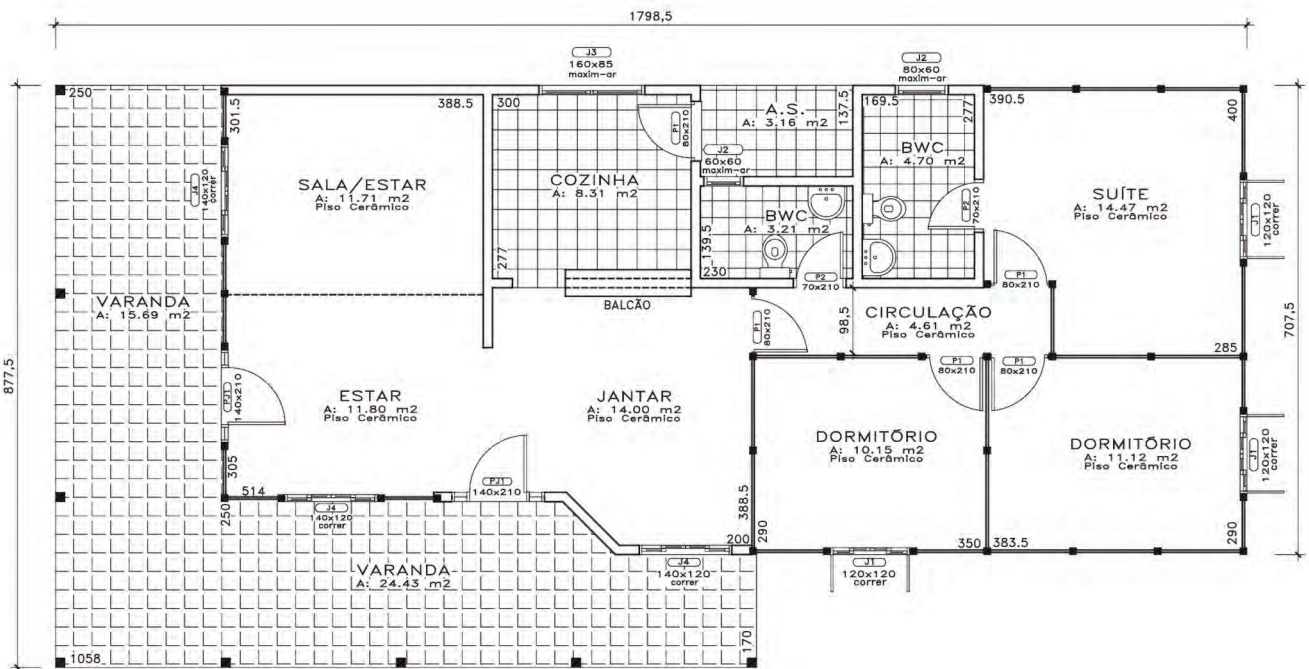 1798,5
J3
160x85
maxim-ar
J2
80x60
maxim-ar
250
301.5
388.5
300
A.S.
A: 3.16 m2
137.5
169.5
277
390.5
400
P1
80x210
J4
140x120
correr
SALA/ESTAR
A: 11.71 m2
Piso Cerâmico
COZINHA
A: 8.31 m2
J2
60x60
maxim-ar
BWC
A: 4.70 m2
SUÍTE
A: 14.47 m2
Piso Cerâmico
P2
70x210
J1
120x120
correr
BWC
A: 3.21 m2
277
139.5
230
P2
70x210
P1
80x210
VARANDA
A: 15.69 m2
BALCÃO
CIRCULAÇÃO
A: 4.61 m2
Piso Cerâmico
98,5
P1
80x210
285
707,5
877,5
PJ1
140x210
ESTAR
A: 11.80 m2
Piso Cerâmico
JANTAR
A: 14.00 m2
Piso Cerâmico
P1
80x210
P1
80x210
DORMITÓRIO
A: 10.15 m2
Piso Cerâmico
DORMITÓRIO
A: 11.12 m2
Piso Cerâmico
J1
120x120
correr
305
514
250
J4
140x120
correr
PJ1
140x210
388.5
290
200
350
383.5
290
J4
140x120
correr
J1
120x120
correr
VARANDA
A: 24.43 m2
170
1058